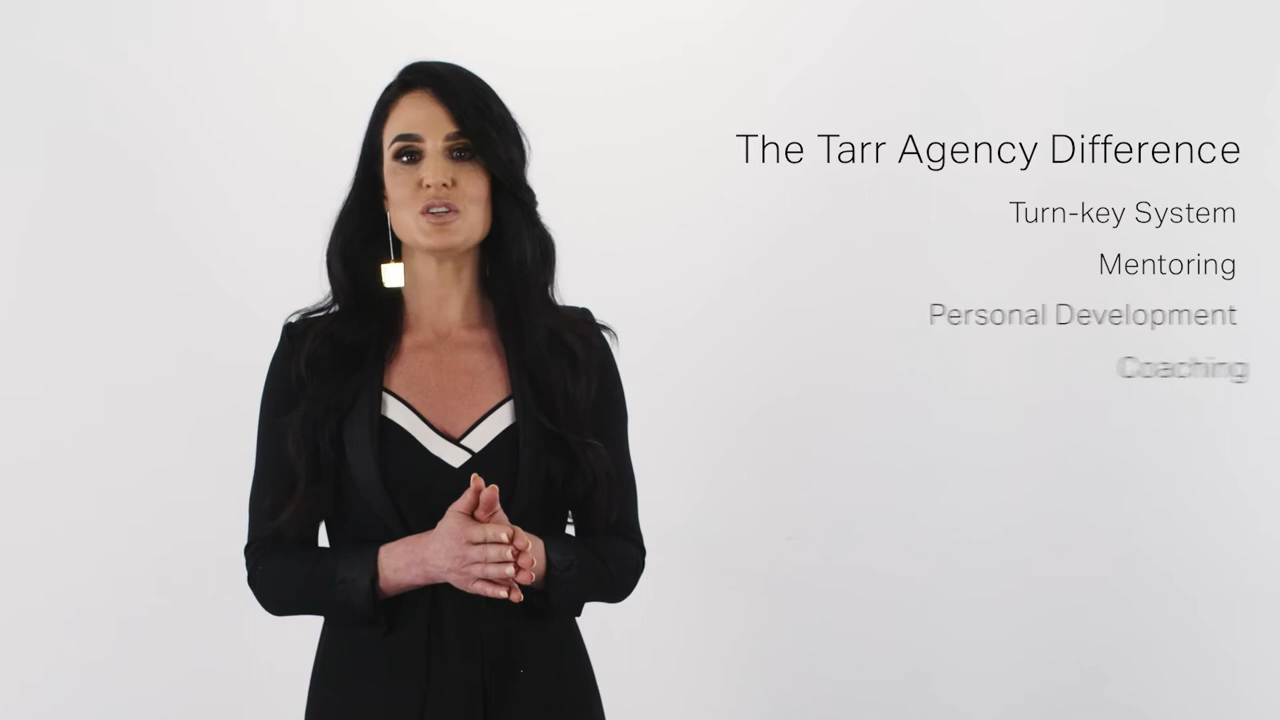 The Tarr Agency Difference
Turn-key System
Mentoring
Personal Development
Coaching